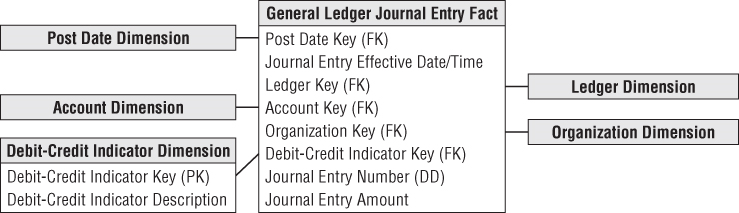 General Ledger Journal Entry Fact
Post Date Key (FK)
Journal Entry Effective Date/Time
Ledger Key (FK)
Account Key (FK)
Organization Key (FK)
Debit-Credit Indicator Key (FK)
Journal Entry Number (DD)
Journal Entry Amount
Post Date Dimension
Account Dimension
Debit-Credit Indicator Dimension
Debit-Credit Indicator Key (PK)
Debit-Credit Indicator Description
Ledger Dimension
Organization Dimension